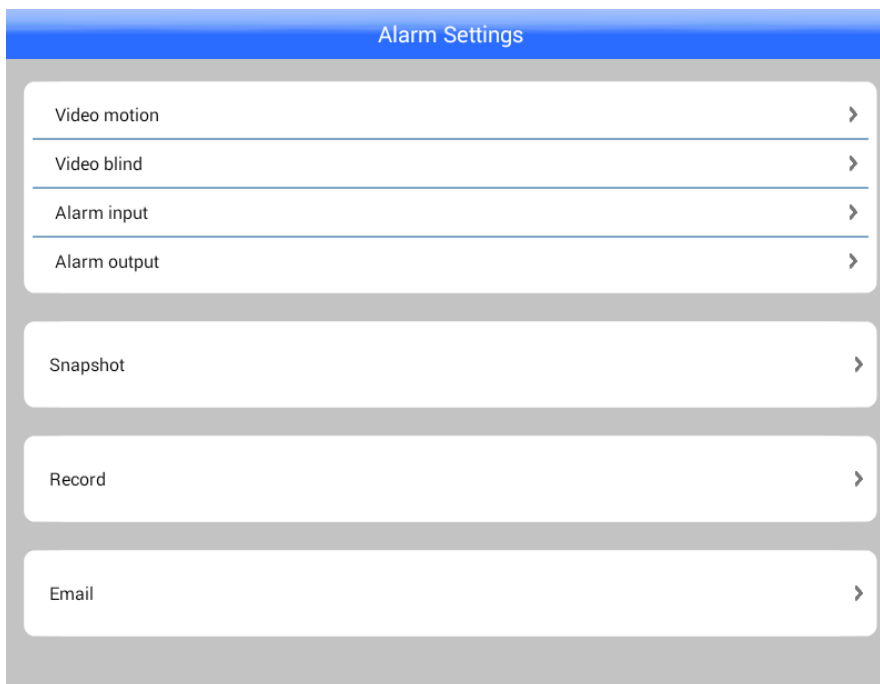 Alarm Settings
Video motion
Video blind
Alarm input
Alarm output
Snapshot
Record
Email